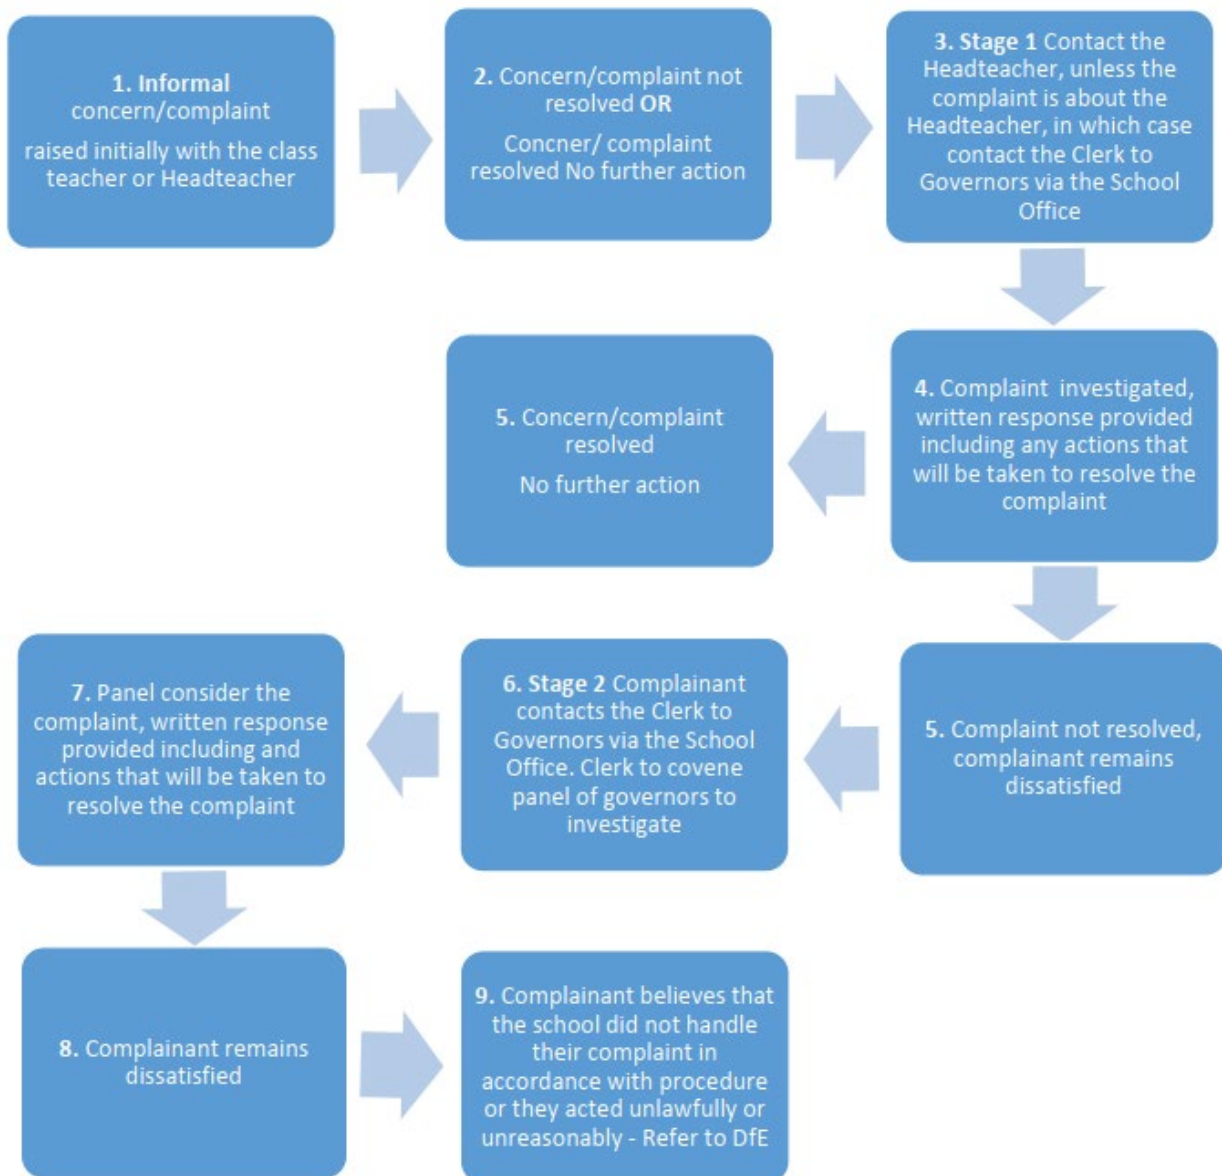 1. Informal
concern/complaint
raised initially with the class
teacher or Headteacher
2. Concern/complaint not
resolved OR
Concner/ complaint
resolved No further action
3. Stage 1 Contact the
Headteacher, unless the
complaint is about the
Headteacher, in which case
contact the Clerk to
Governors via the School
Office
4. Complaint  investigated,
written response provided
including any actions that
will be taken to resolve the
complaint
5. Concern/complaint
resolved
No further action
5. Complaint not resolved,
complainant remains
dissatisfied
6. Stage 2 Complainant
contacts the Clerk to
Governors via the School
Office. Clerk to covene
panel of governors to
investigate
7. Panel consider the
complaint, written response
provided including and
actions that will be taken to
resolve the complaint
8. Complainant remains
dissatisfied
9. Complainant believes that
the school did not handle
their complaint in
accordance with procedure
or they acted unlawfully or
unreasonably - Refer to DfE